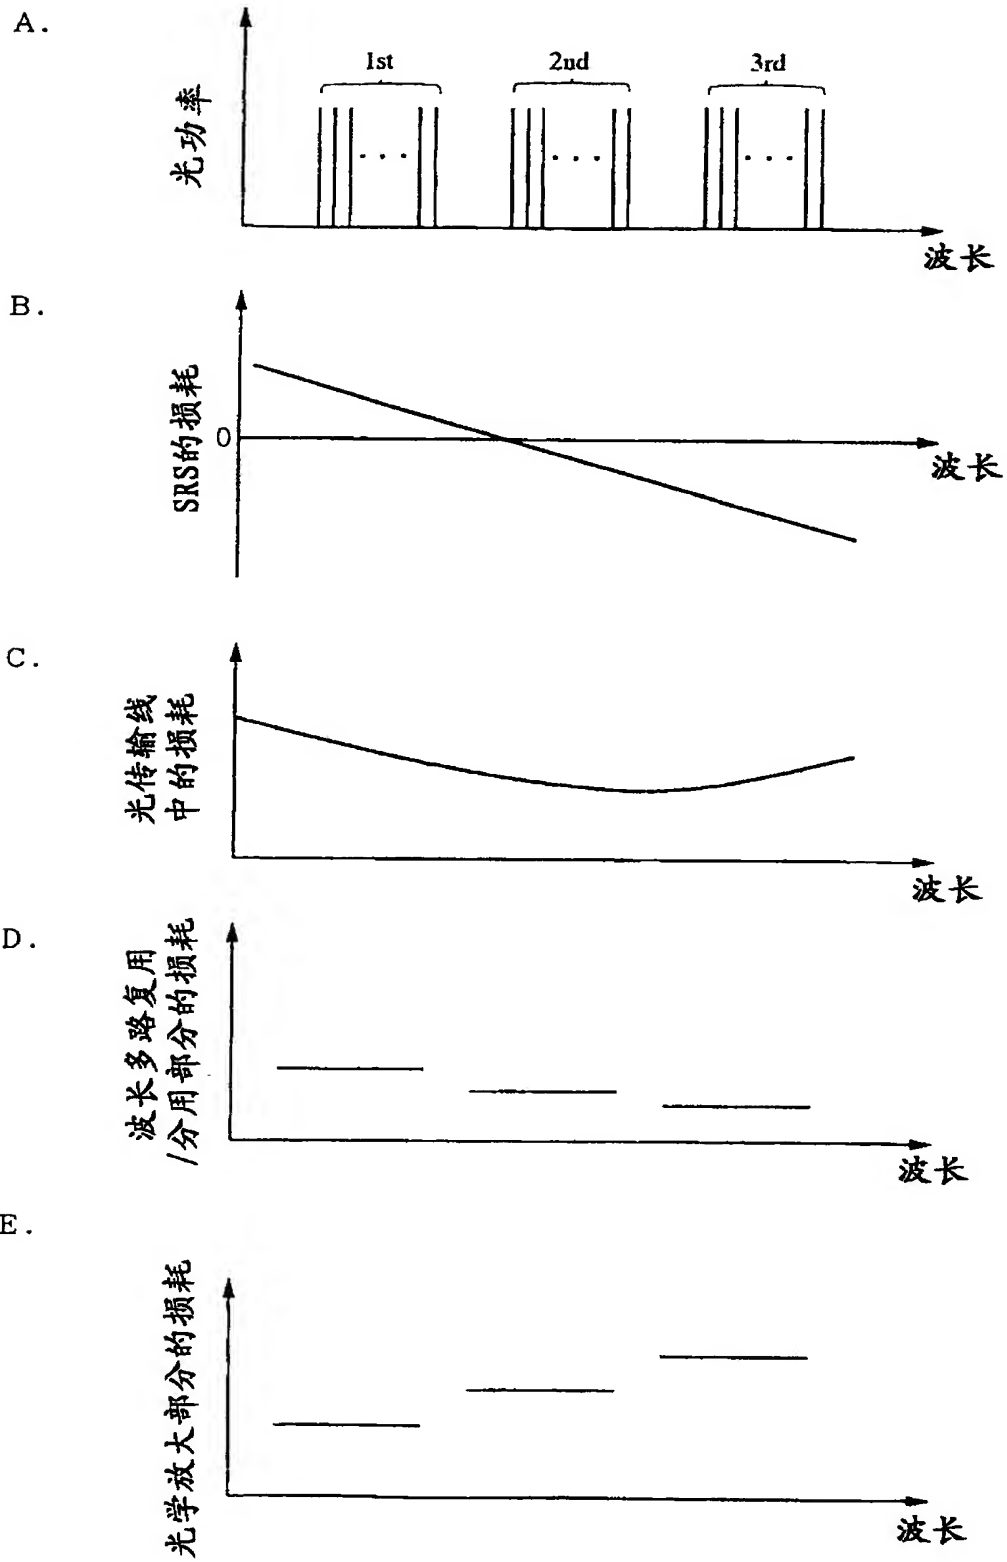 A.
光功率
1st
2nd
3rd
波长
B.
SRS的损耗
0
波长
C.
光传输线
中的损耗
波长
D.
波长多路复用
/分用部分的损耗
波长
E.
光学放大部分的损耗
波长